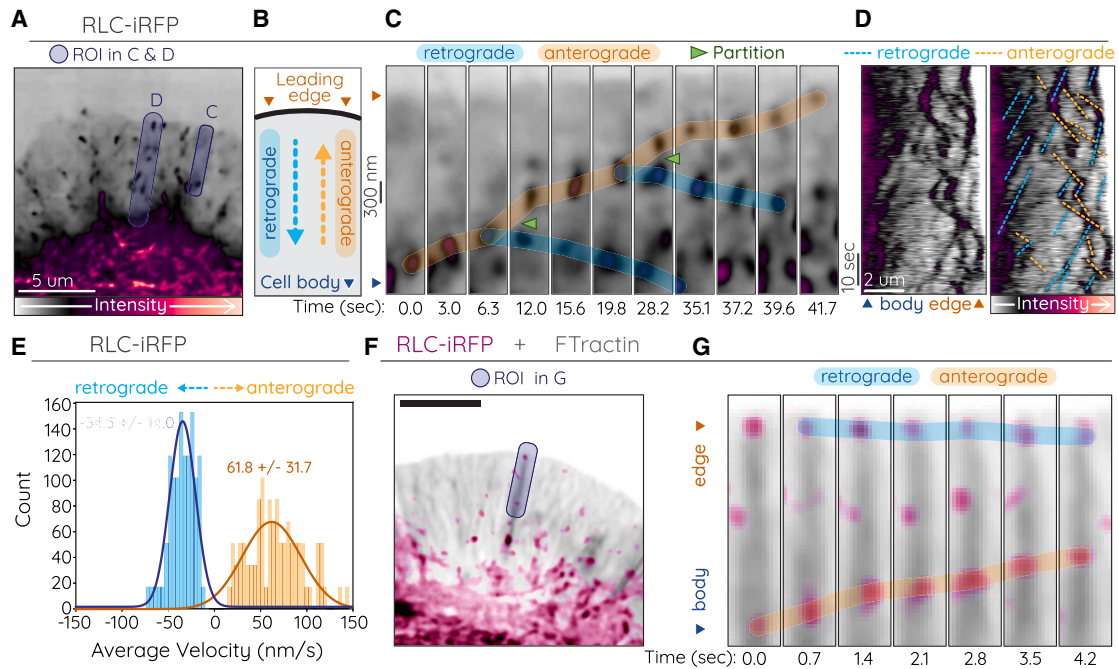 A
RLC-iRFP
ROI in C & D
D
C
5 um
Intensity
B
Leading
edge
retrograde
anterograde
Cell body
C
retrograde
anterograde
Partition
300 nm
Time (sec): 0.0 3.0 6.3 12.0 15.6 19.8 28.2 35.1 37.2 39.6 41.7
D
retrograde anterograde
10 sec
2 um
body edge
Intensity
E
RLC-iRFP
retrograde anterograde
-34.5 +/- 14.0
61.8 +/- 31.7
Count
160
140
120
100
80
60
40
20
0
-150 -100 -50 0 50 100 150
Average Velocity (nm/s)
F
RLC-iRFP + FTractin
ROI in G
G
retrograde
anterograde
edge
body
Time (sec): 0.0 0.7 1.4 2.1 2.8 3.5 4.2